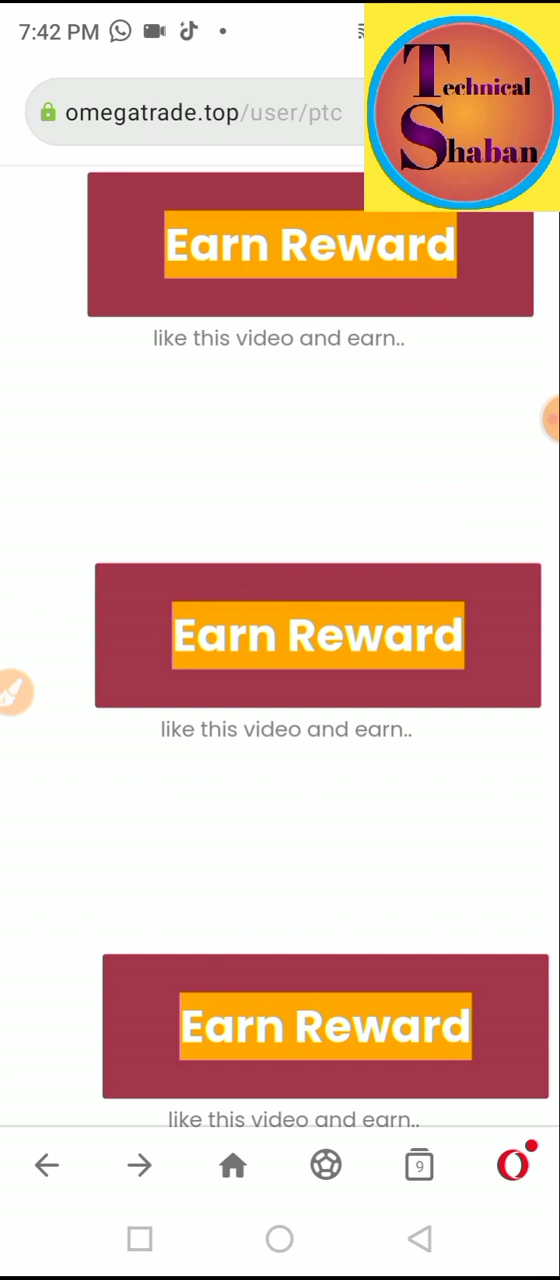 7:42 PM
omegatrade.top/user/ptc
Technical
Shaban
Earn Reward
like this video and earn..
Earn Reward
like this video and earn..
Earn Reward
like this video and earn..
9